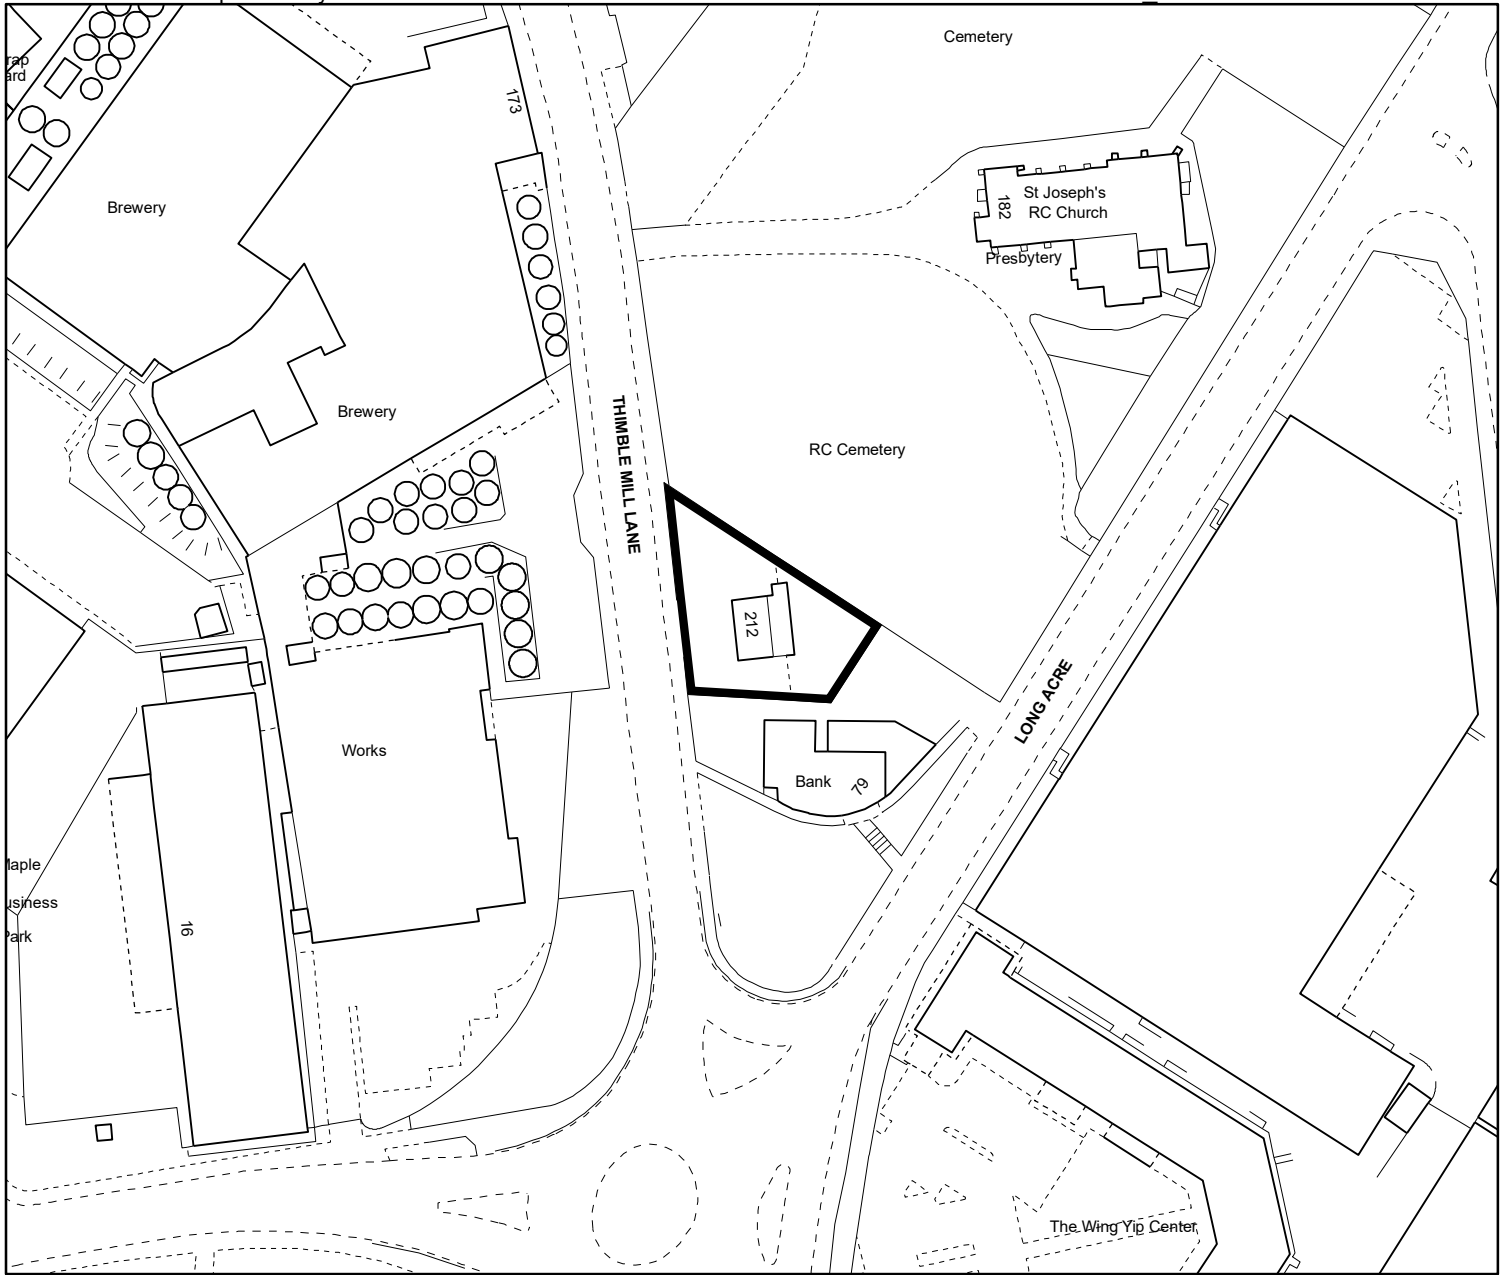 Cemetery
173
St Joseph's
RC Church
182
Presbytery
Brewery
Brewery
THIMBLE MILL LANE
RC Cemetery
212
LONG ACRE
Works
Bank
79
16
The Wing Yip Center